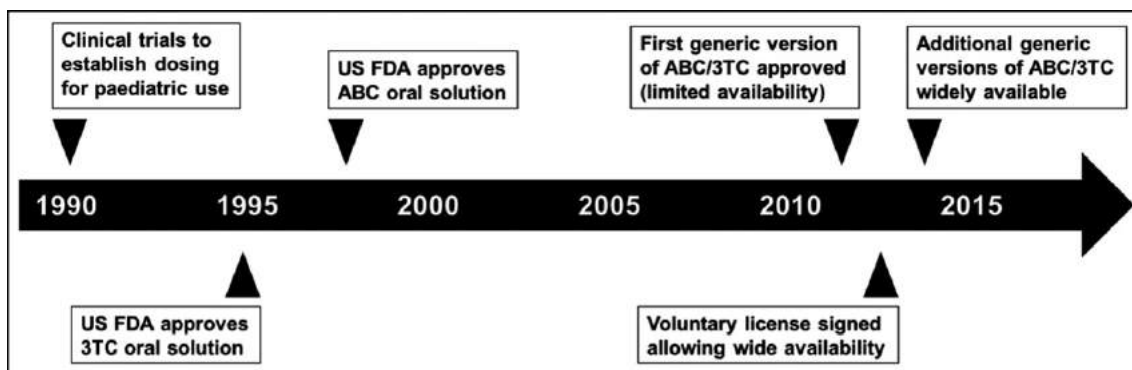 Clinical trials to
establish dosing
for paediatric use
US FDA approves
ABC oral solution
First generic version
of ABC/3TC approved
(limited availability)
Additional generic
versions of ABC/3TC
widely available
1990 1995 2000 2005 2010 2015
US FDA approves
3TC oral solution
Voluntary license signed
allowing wide availability